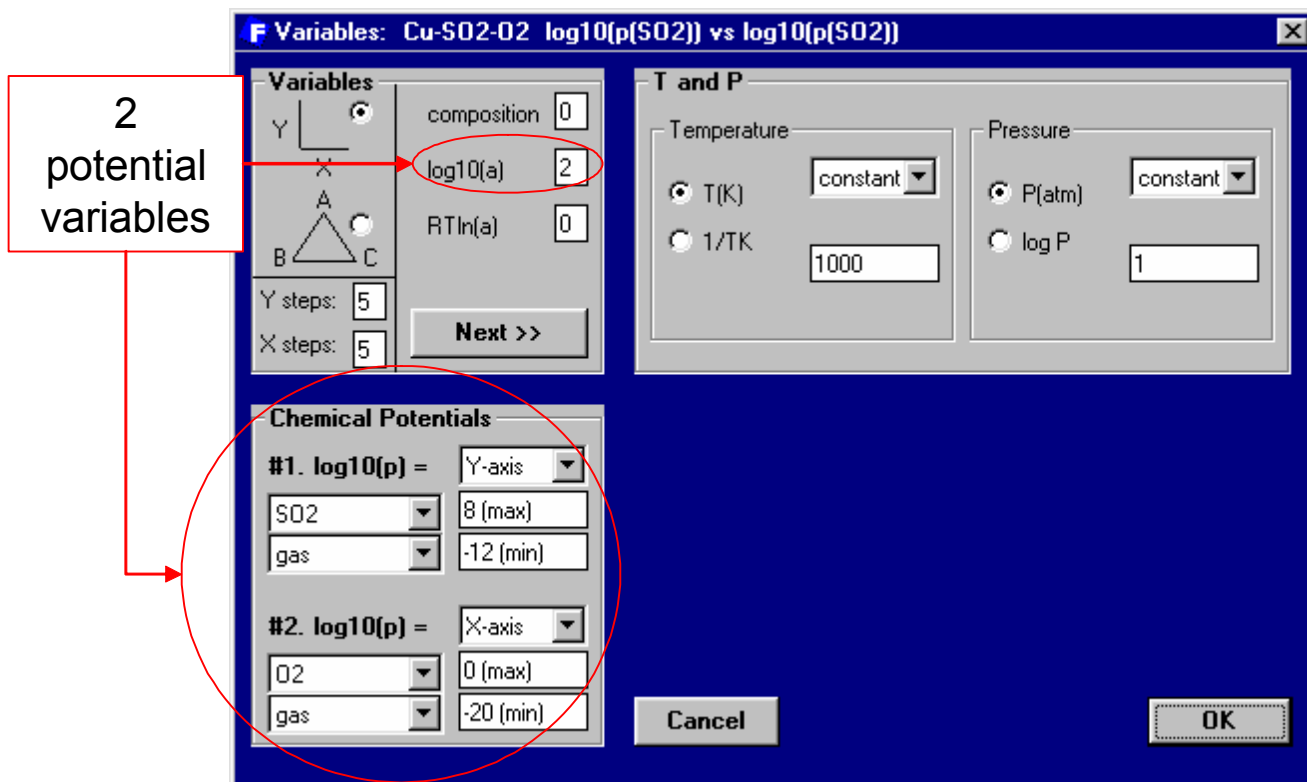 Variables: Cu-SO2-O2 log10(p(SO2)) vs log10(p(SO2))
2
potential
variables
Variables
Y
X
A
B
C
composition 0
log10(a) 2
RTln(a) 0
Y steps: 5
X steps: 5
Next >>
T and P
Temperature
T(K)
1/TK
constant
1000
Pressure
P(atm)
log P
constant
1
Chemical Potentials
#1. log10(p) = Y-axis
SO2 8 (max)
gas -12 (min)
#2. log10(p) = X-axis
O2 0 (max)
gas -20 (min)
Cancel
OK